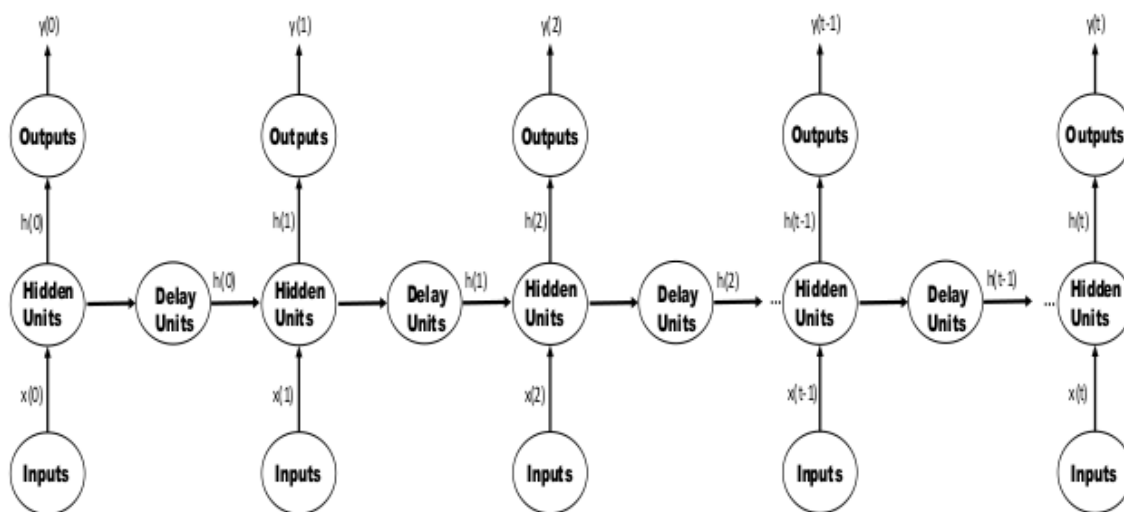 y(0) y(1) y(2) y(t-1) y(t)
Outputs Outputs Outputs Outputs Outputs
h(0) h(1) h(2) h(t-1) h(t)
h(0) h(1) h(2) h(t-1)
Hidden Units Delay Units Hidden Units Delay Units Hidden Units Delay Units ... Hidden Units Delay Units ... Hidden Units
x(0) x(1) x(2) x(t-1) x(t)
Inputs Inputs Inputs Inputs Inputs